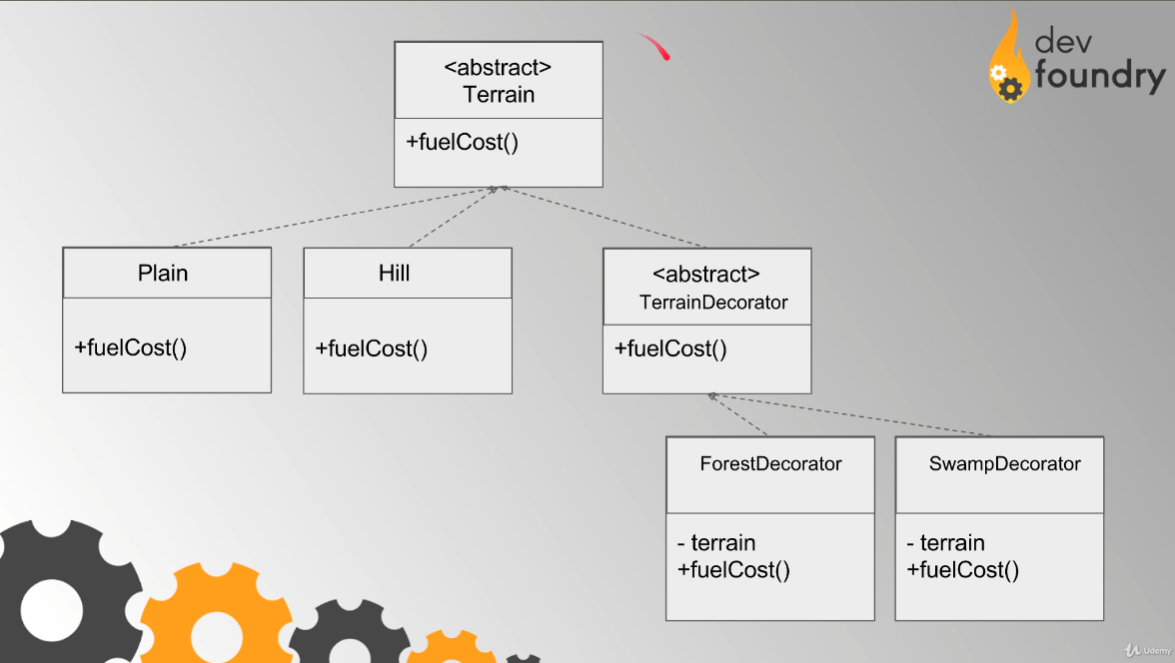 dev
foundry
<abstract>
Terrain
+fuelCost()
Plain
+fuelCost()
Hill
+fuelCost()
<abstract>
TerrainDecorator
+fuelCost()
ForestDecorator
- terrain
+fuelCost()
SwampDecorator
- terrain
+fuelCost()
Udemy